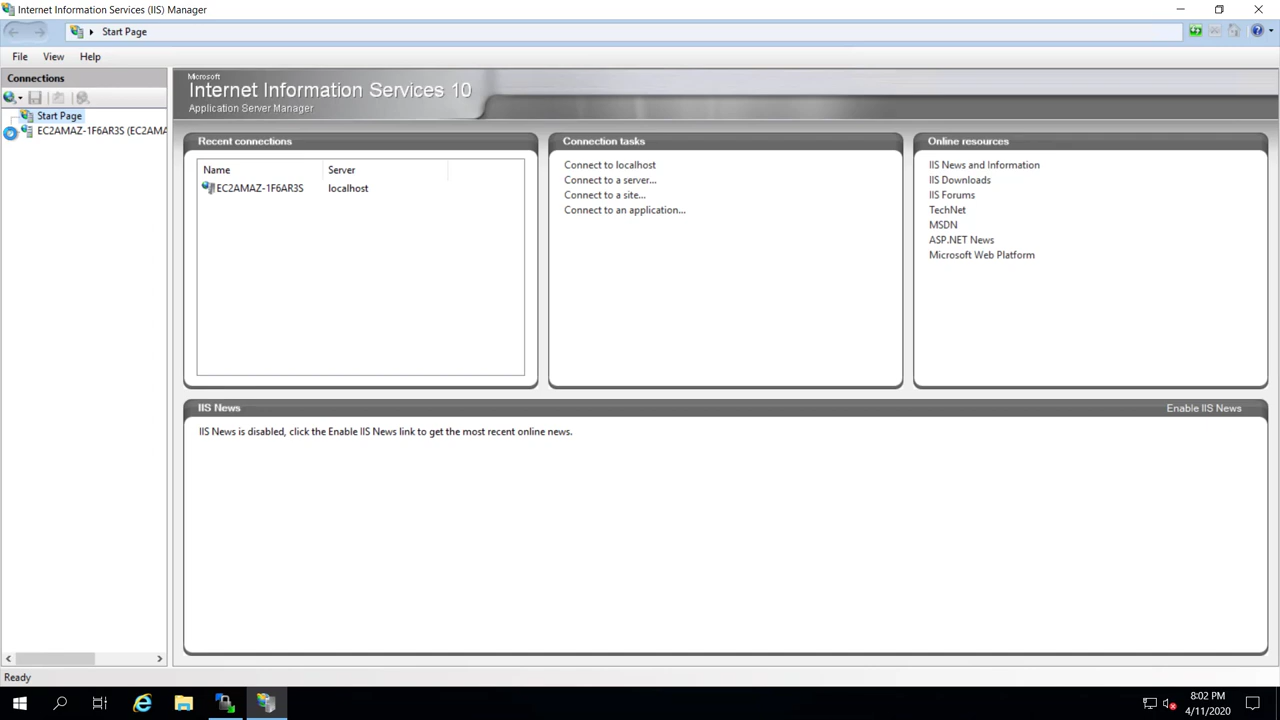 Internet Information Services (IIS) Manager
Start Page
File View Help
Connections
Start Page
EC2AMAZ-1F6AR3S (EC2AMA
Microsoft
Internet Information Services 10
Application Server Manager
Recent connections
Name Server
EC2AMAZ-1F6AR3S localhost
Connection tasks
Connect to localhost
Connect to a server...
Connect to a site...
Connect to an application...
Online resources
IIS News and Information
IIS Downloads
IIS Forums
TechNet
MSDN
ASP.NET News
Microsoft Web Platform
IIS News Enable IIS News
IIS News is disabled, click the Enable IIS News link to get the most recent online news.
Ready
8:02 PM
4/11/2020